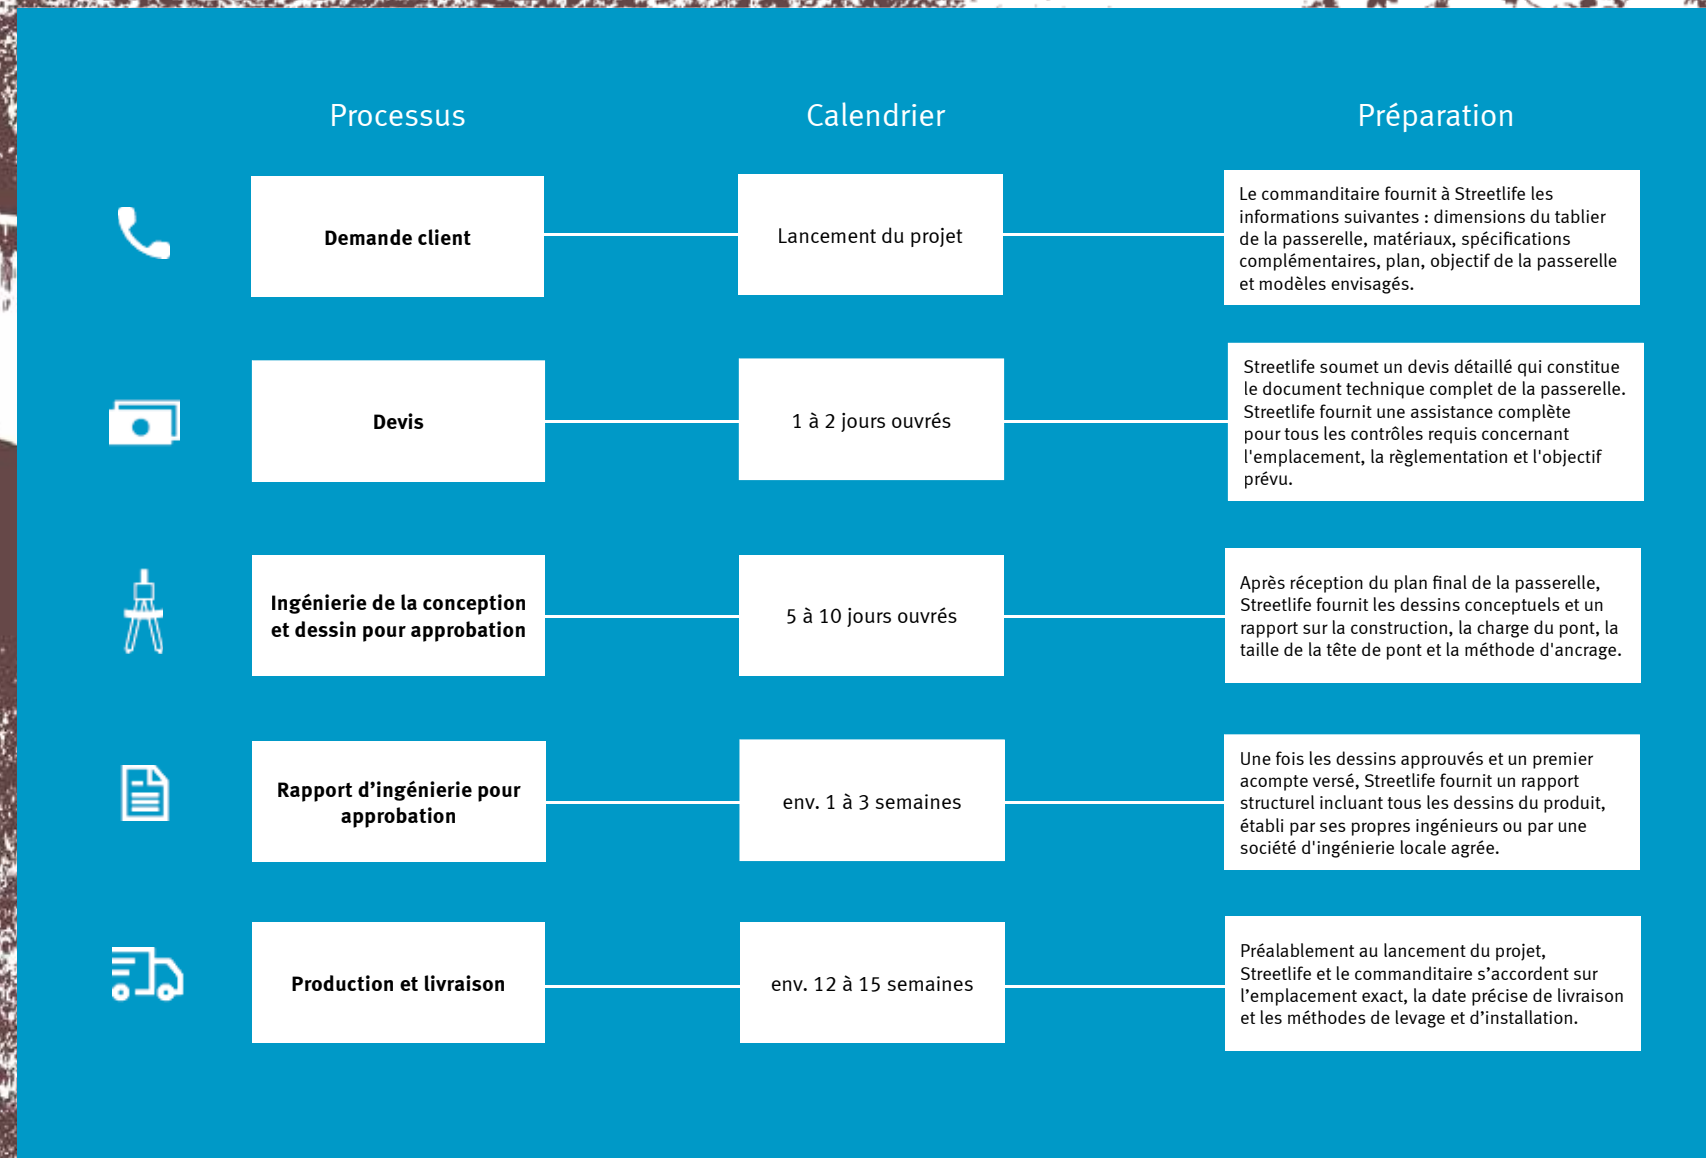 Processus
Calendrier
Préparation
Demande client
Lancement du projet
Le commanditaire fournit à Streetlife les
informations suivantes : dimensions du tablier
de la passerelle, matériaux, spécifications
complémentaires, plan, objectif de la passerelle
et modèles envisagés.
Devis
1 à 2 jours ouvrés
Streetlife soumet un devis détaillé qui constitue
le document technique complet de la passerelle.
Streetlife fournit une assistance complète
pour tous les contrôles requis concernant
l'emplacement, la règlementation et l'objectif
prévu.
Ingénierie de la conception
et dessin pour approbation
5 à 10 jours ouvrés
Après réception du plan final de la passerelle,
Streetlife fournit les dessins conceptuels et un
rapport sur la construction, la charge du pont, la
taille de la tête de pont et la méthode d'ancrage.
Rapport d’ingénierie pour
approbation
env. 1 à 3 semaines
Une fois les dessins approuvés et un premier
acompte versé, Streetlife fournit un rapport
structurel incluant tous les dessins du produit,
établi par ses propres ingénieurs ou par une
société d'ingénierie locale agrée.
Production et livraison
env. 12 à 15 semaines
Préalablement au lancement du projet,
Streetlife et le commanditaire s’accordent sur
l’emplacement exact, la date précise de livraison
et les méthodes de levage et d’installation.